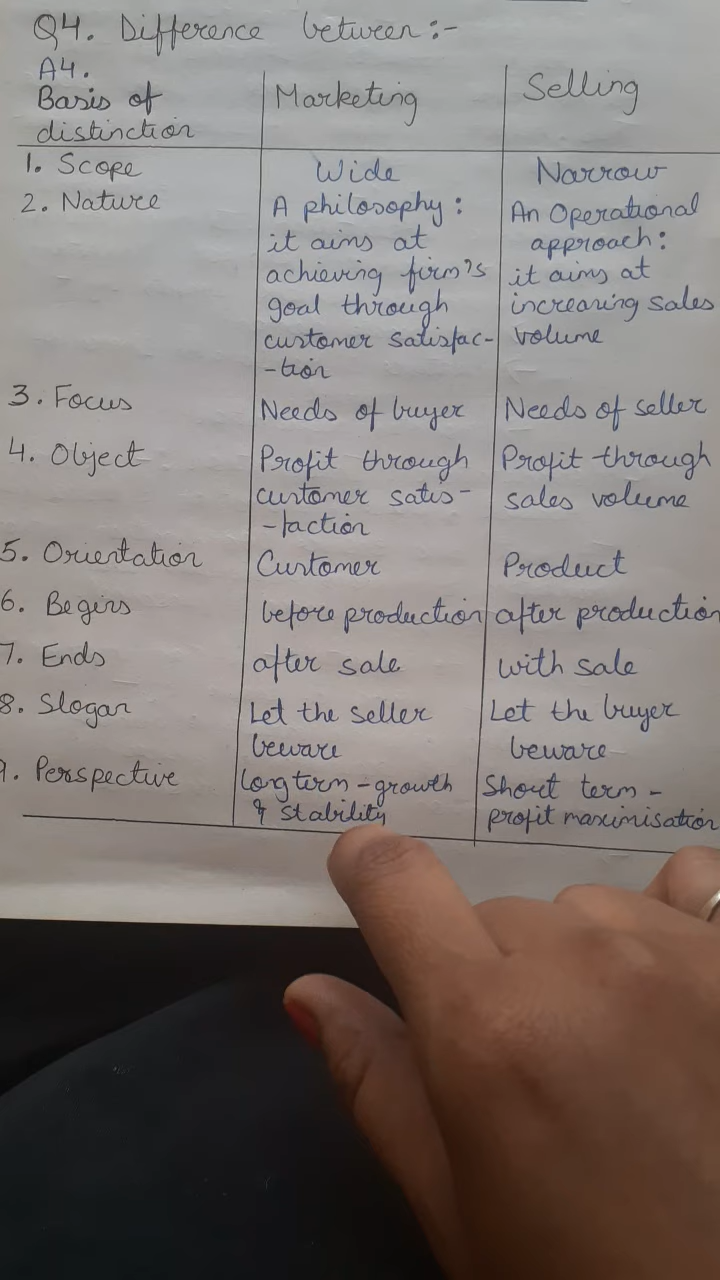 Q4. Difference between:-
A4.
Basis of distinction | Marketing | Selling
1. Scope | Wide | Narrow
2. Nature | A philosophy: | An Operational
it aims at | approach:
achieving firm's | it aims at
goal through | increasing sales
customer satisfac- | volume
-tion
3. Focus | Needs of buyer | Needs of seller
4. Object | Profit through | Profit through
customer satis- | sales volume
-faction
5. Orientation | Customer | Product
6. Begins | before production | after production
7. Ends | after sale | with sale
8. Slogan | Let the seller | Let the buyer
beware | beware
9. Perspective | Long term - growth | Short term -
& stability | profit maximisation